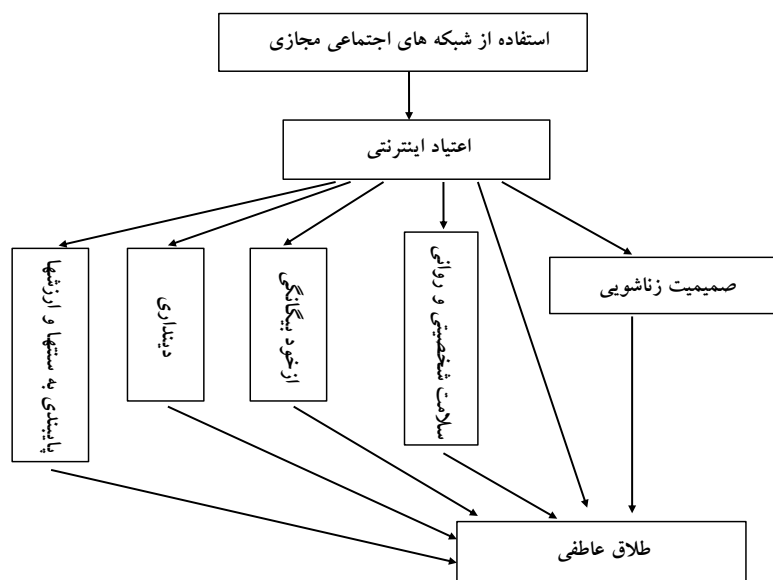 استفاده از شبکه های اجتماعی مجازی
اعتیاد اینترنتی
صمیمیت زناشویی
سلامت شخصیتی و روانی
ازخود بیگانگی
دینداری
پایبندی به سنتها و ارزشها
طلاق عاطفی